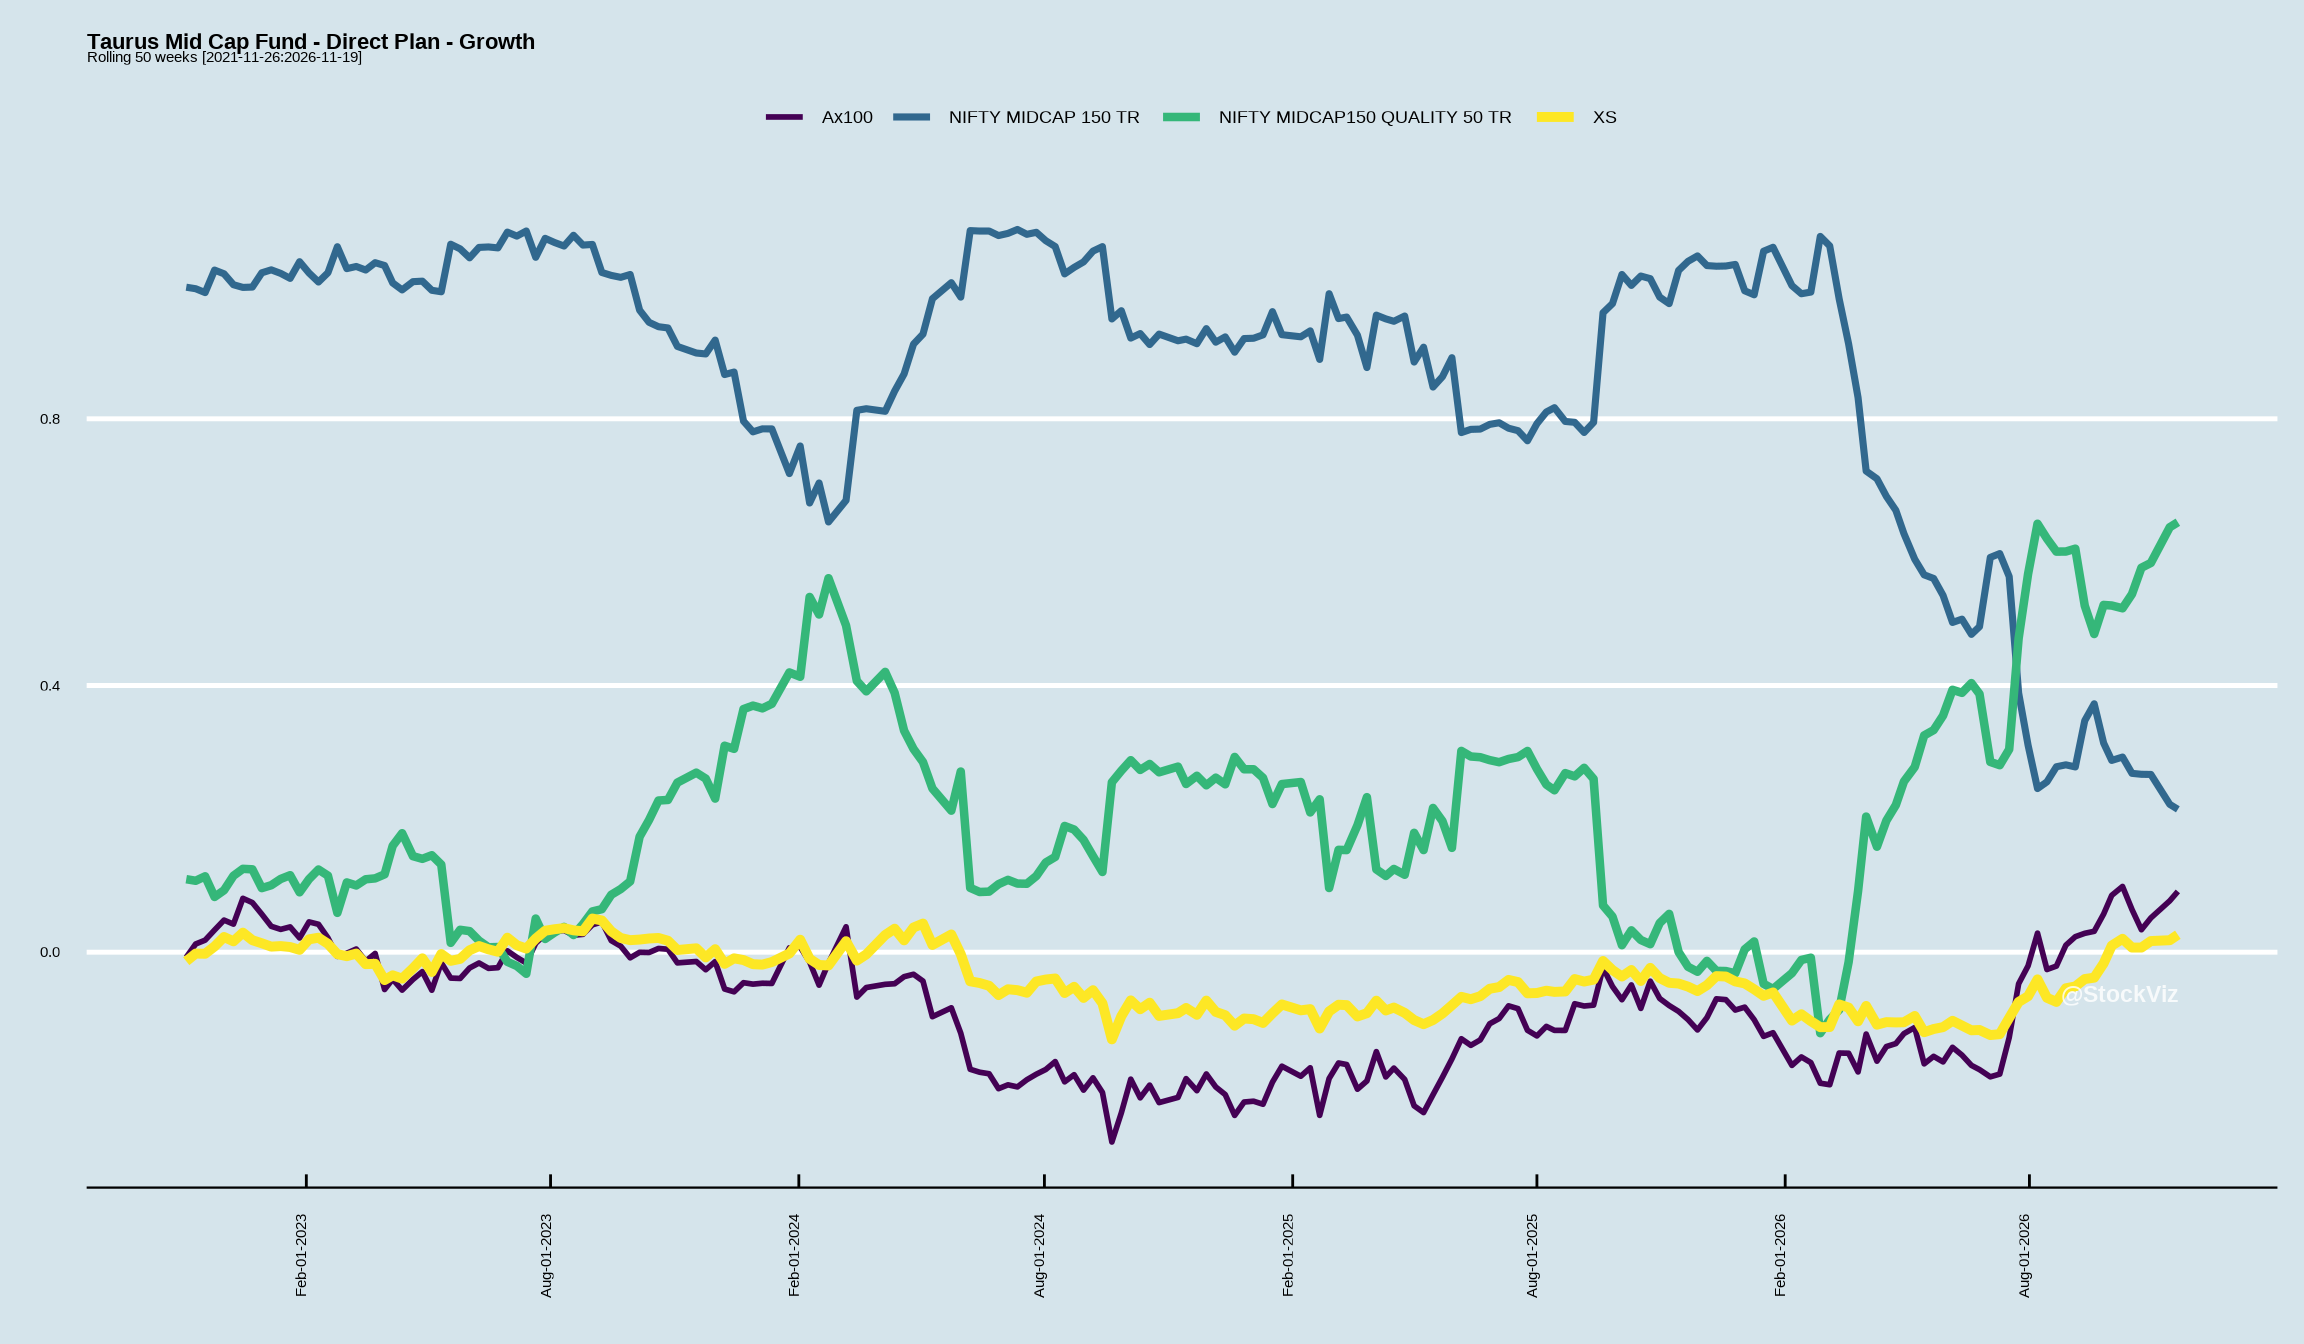 Taurus Mid Cap Fund - Direct Plan - Growth
Rolling 50 weeks [2021-11-26:2026-11-19]
Ax100 NIFTY MIDCAP 150 TR NIFTY MIDCAP150 QUALITY 50 TR XS
0.8
0.4
0.0
@StockViz
Feb-01-2023 Aug-01-2023 Feb-01-2024 Aug-01-2024 Feb-01-2025 Aug-01-2025 Feb-01-2026 Aug-01-2026